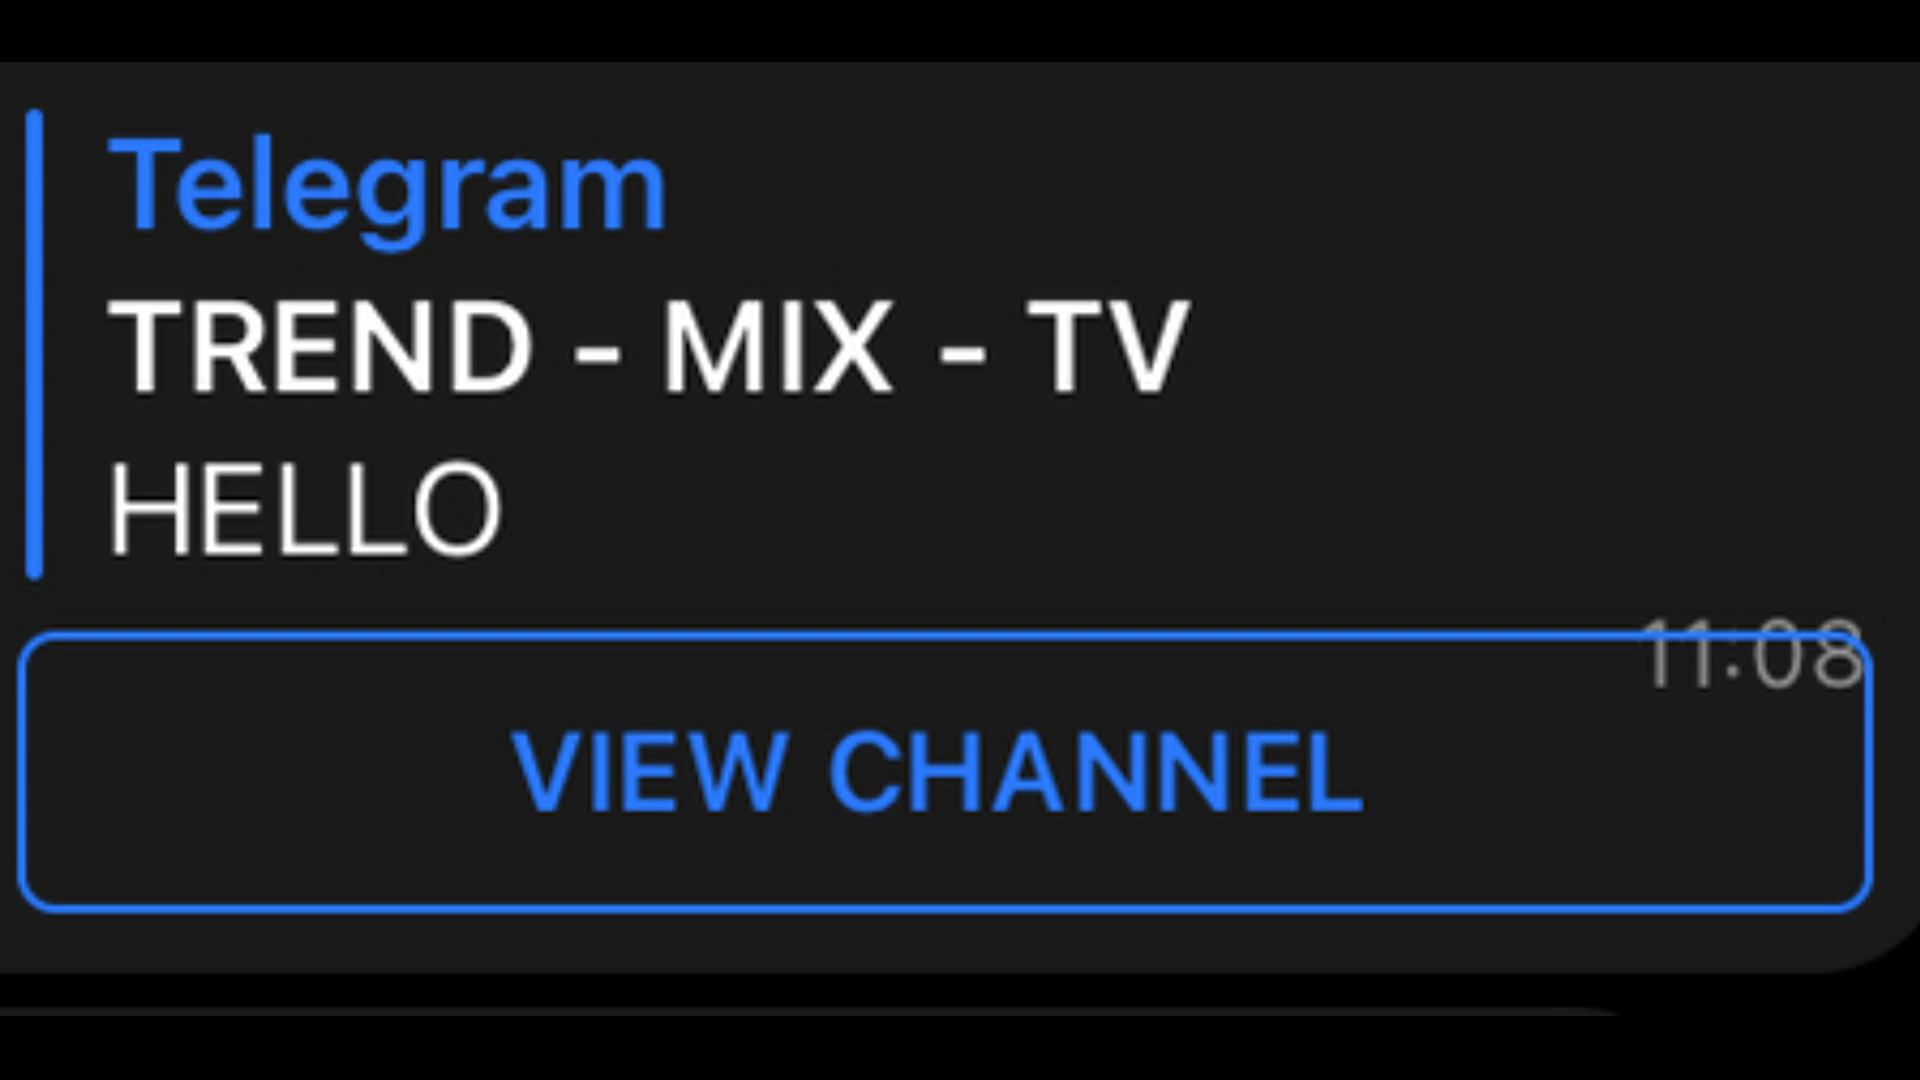 Telegram
TREND - MIX - TV
HELLO
11:08
VIEW CHANNEL